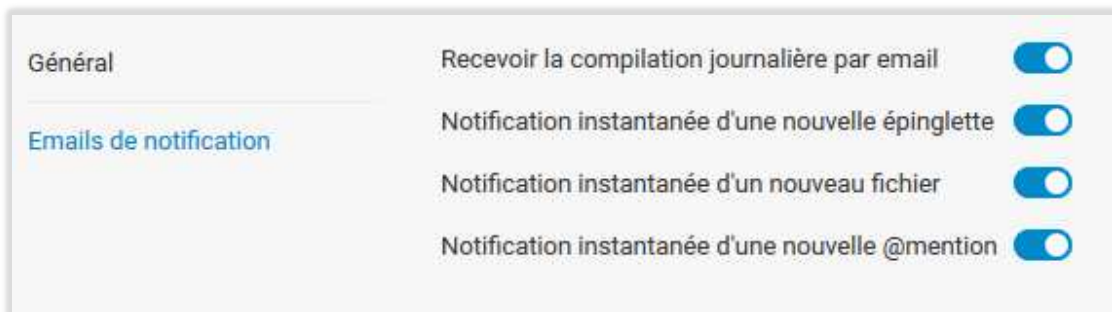 Général
Emails de notification
Recevoir la compilation journalière par email
Notification instantanée d'une nouvelle épinglette
Notification instantanée d'un nouveau fichier
Notification instantanée d'une nouvelle @mention